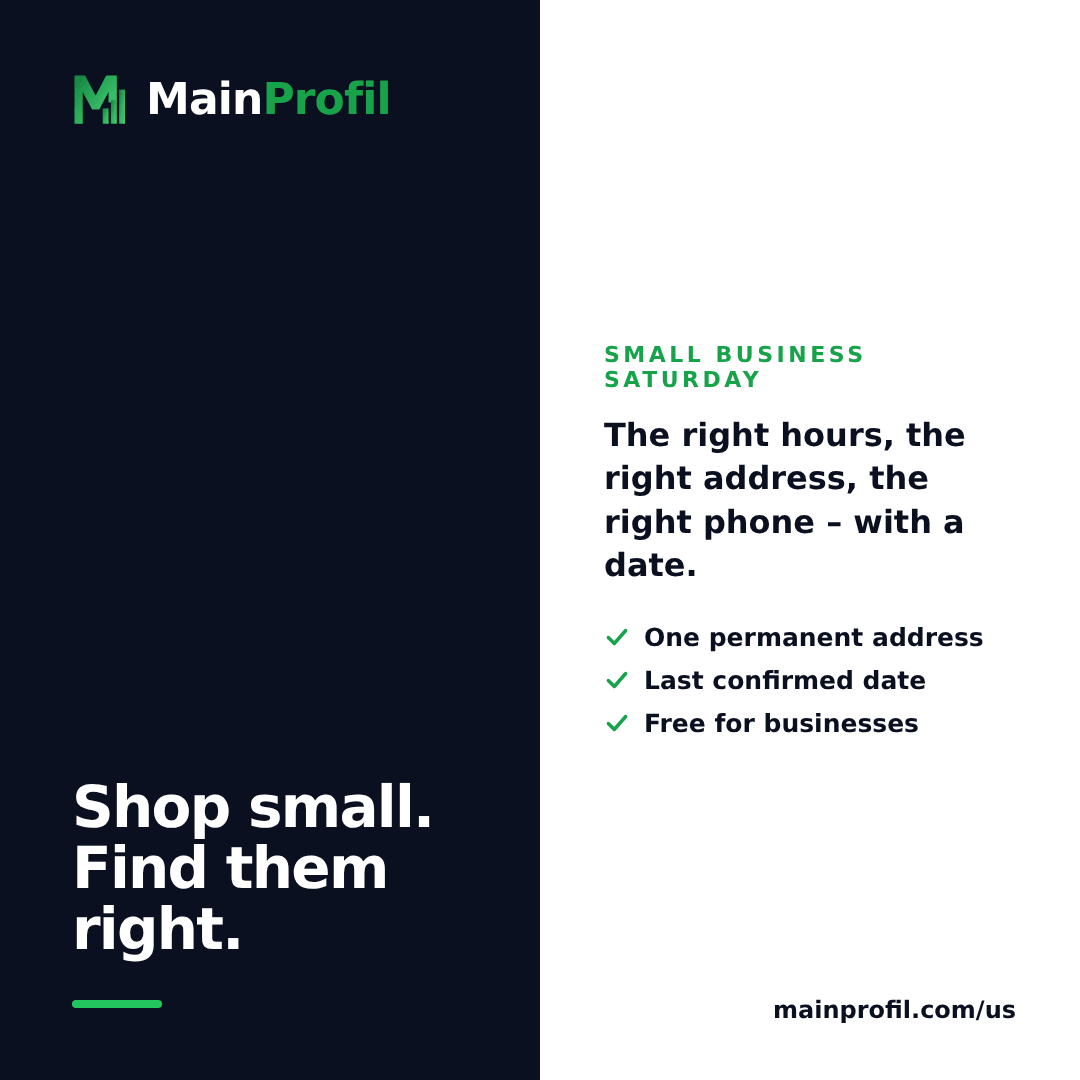 MainProfil
Shop small.
Find them
right.
SMALL BUSINESS
SATURDAY
The right hours, the
right address, the
right phone – with a
date.
One permanent address
Last confirmed date
Free for businesses
mainprofil.com/us